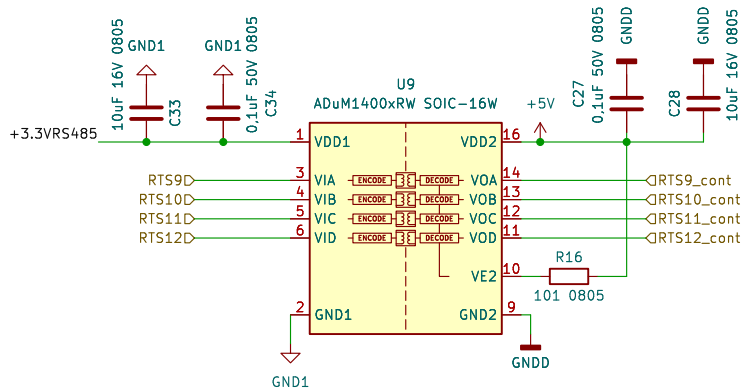 10uF 16V 0805
GND1
C33
GND1
0,1uF 50V 0805
C34
+3.3VRS485
U9
ADuM1400xRW SOIC-16W
+5V
C27
0,1uF 50V 0805
GNDD
C28
GNDD
10uF 16V 0805
1 VDD1 VDD2 16
RTS9 3 VIA ENCODE DECODE VOA 14 RTS9_cont
RTS10 4 VIB ENCODE DECODE VOB 13 RTS10_cont
RTS11 5 VIC ENCODE DECODE VOC 12 RTS11_cont
RTS12 6 VID ENCODE DECODE VOD 11 RTS12_cont
VE2 10
R16
101 0805
2 GND1 GND2 9
GND1
GNDD